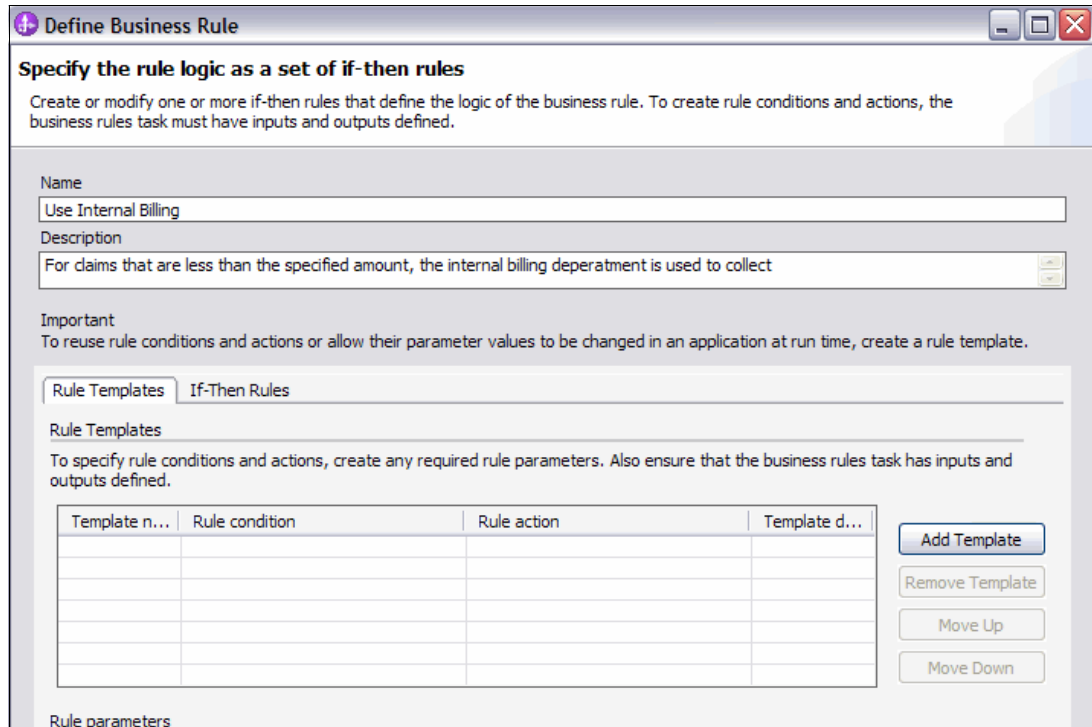 Define Business Rule
Specify the rule logic as a set of if-then rules
Create or modify one or more if-then rules that define the logic of the business rule. To create rule conditions and actions, the
business rules task must have inputs and outputs defined.
Name
Use Internal Billing
Description
For claims that are less than the specified amount, the internal billing deperatment is used to collect
Important
To reuse rule conditions and actions or allow their parameter values to be changed in an application at run time, create a rule template.
Rule Templates If-Then Rules
Rule Templates
To specify rule conditions and actions, create any required rule parameters. Also ensure that the business rules task has inputs and
outputs defined.
Template n... Rule condition Rule action Template d...
Add Template
Remove Template
Move Up
Move Down
Rule parameters